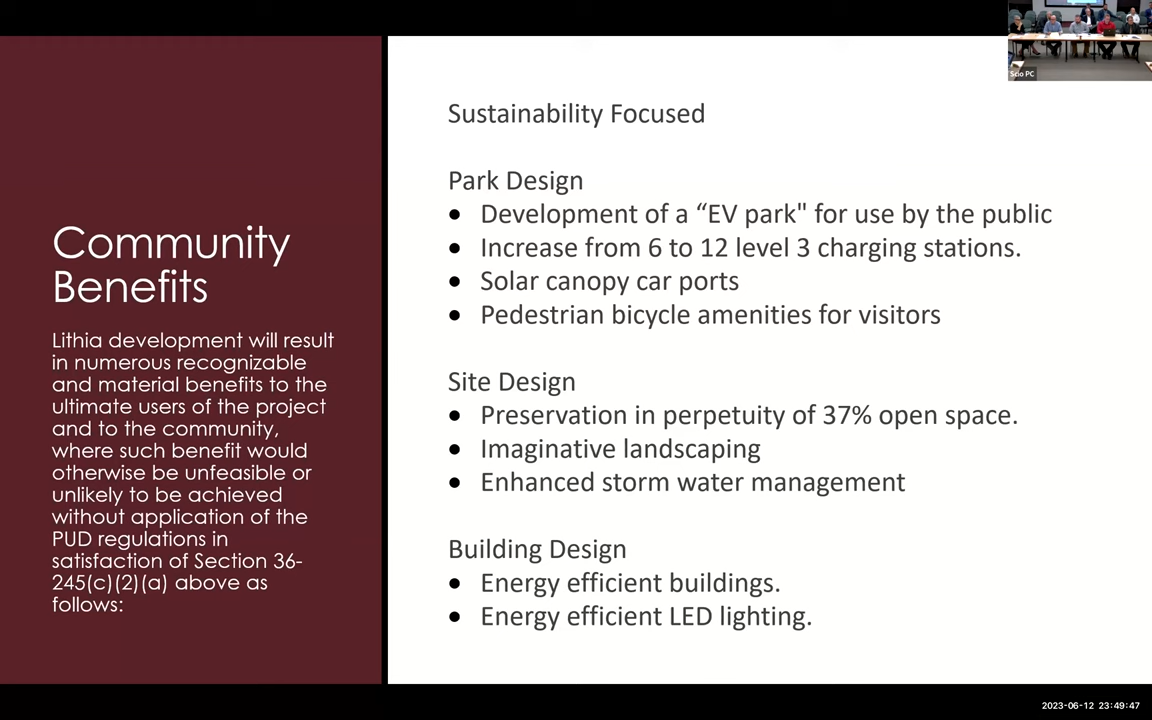 Scio PC
Community
Benefits
Lithia development will result
in numerous recognizable
and material benefits to the
ultimate users of the project
and to the community,
where such benefit would
otherwise be unfeasible or
unlikely to be achieved
without application of the
PUD regulations in
satisfaction of Section 36-
245(c)(2)(a) above as
follows:
Sustainability Focused
Park Design
• Development of a “EV park" for use by the public
• Increase from 6 to 12 level 3 charging stations.
• Solar canopy car ports
• Pedestrian bicycle amenities for visitors
Site Design
• Preservation in perpetuity of 37% open space.
• Imaginative landscaping
• Enhanced storm water management
Building Design
• Energy efficient buildings.
• Energy efficient LED lighting.
2023-06-12 23:49:47